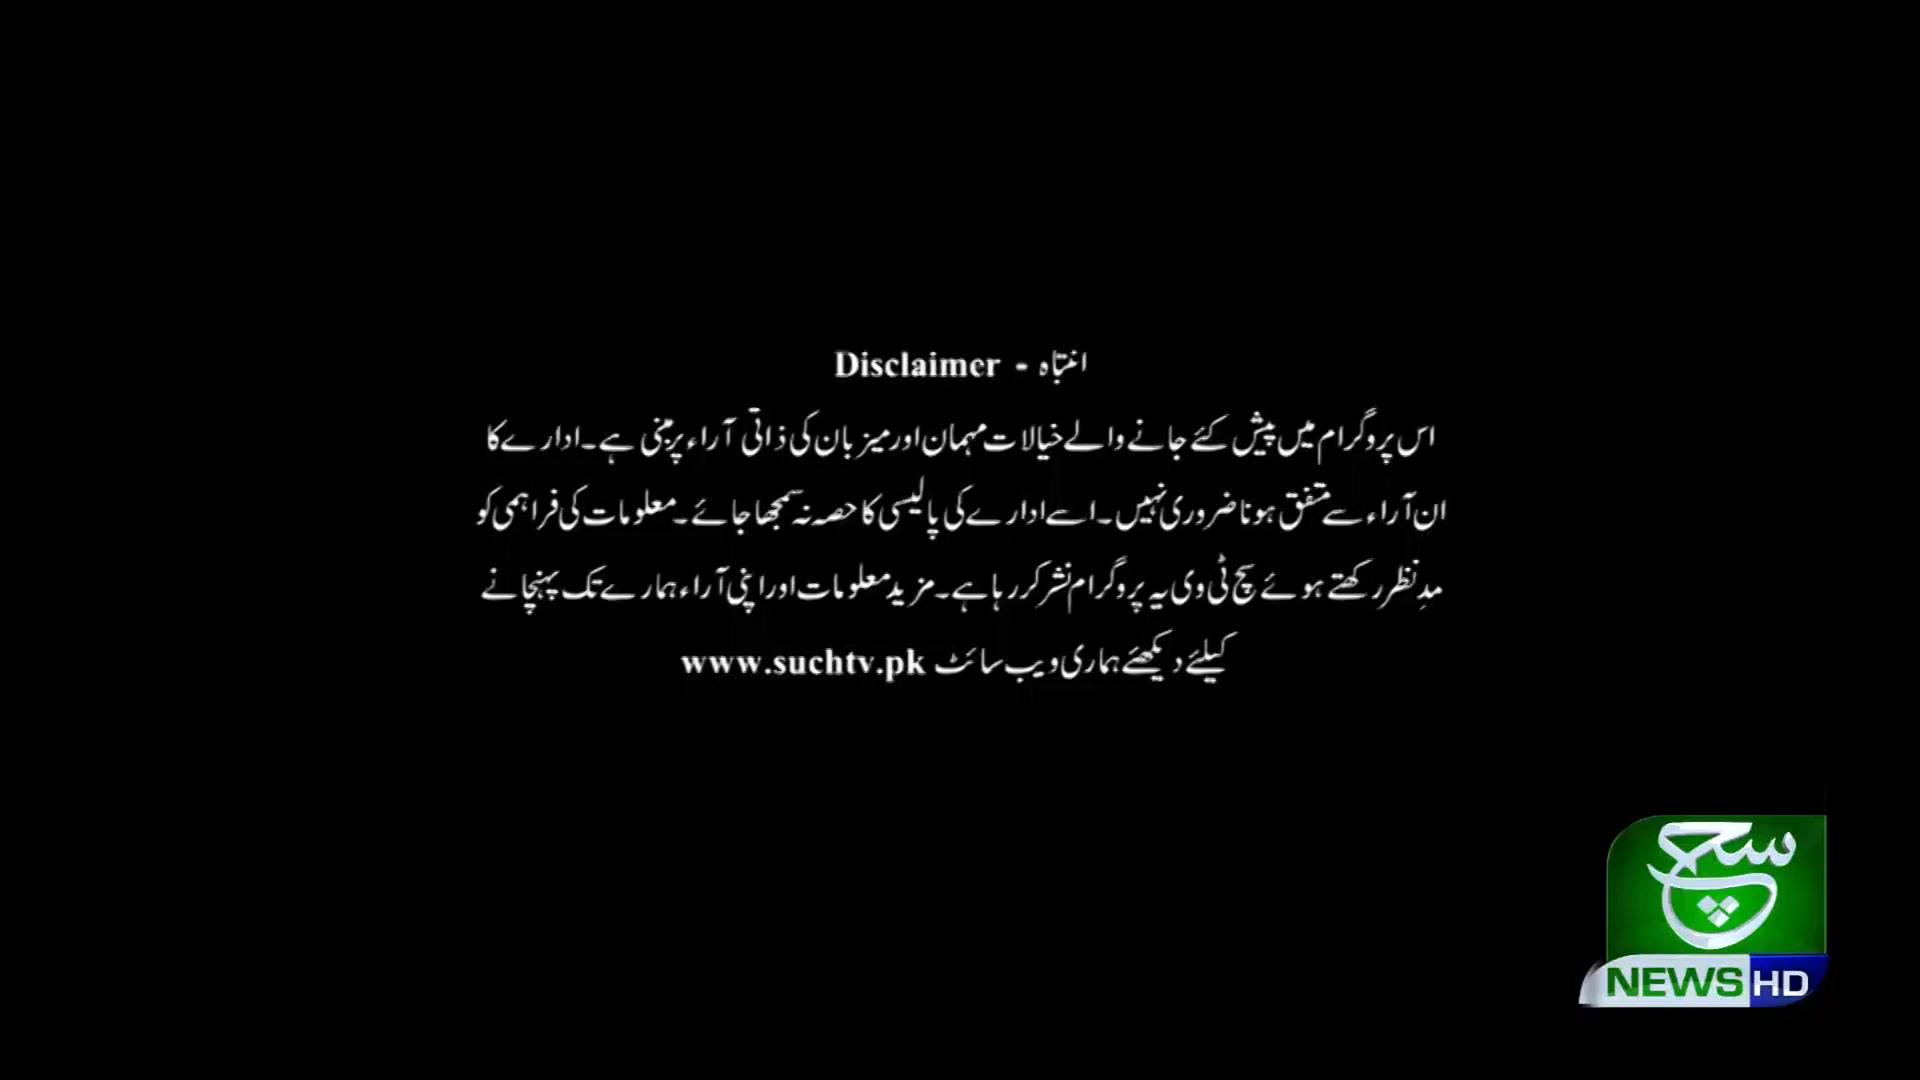 انتباہ - Disclaimer
اس پروگرام میں پیش کئے جانے والے خیالات مہمان اور میزبان کی ذاتی آراء پر مبنی ہے۔ ادارے کا
ان آراء سے متفق ہونا ضروری نہیں۔ اسے ادارے کی پالیسی کا حصہ نہ سمجھا جائے۔ معلومات کی فراہمی کو
مدِنظر رکھتے ہوئے سچ ٹی وی یہ پروگرام نشر کر رہا ہے۔ مزید معلومات اور اپنی آراء ہمارے تک پہنچانے
کیلئے دیکھئے ہماری ویب سائٹ www.suchtv.pk
سچ
NEWS HD